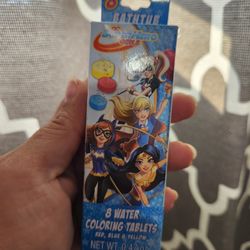 BATHTUB
8 WATER
COLORING TABLETS
RED, BLUE & YELLOW
NET WT.